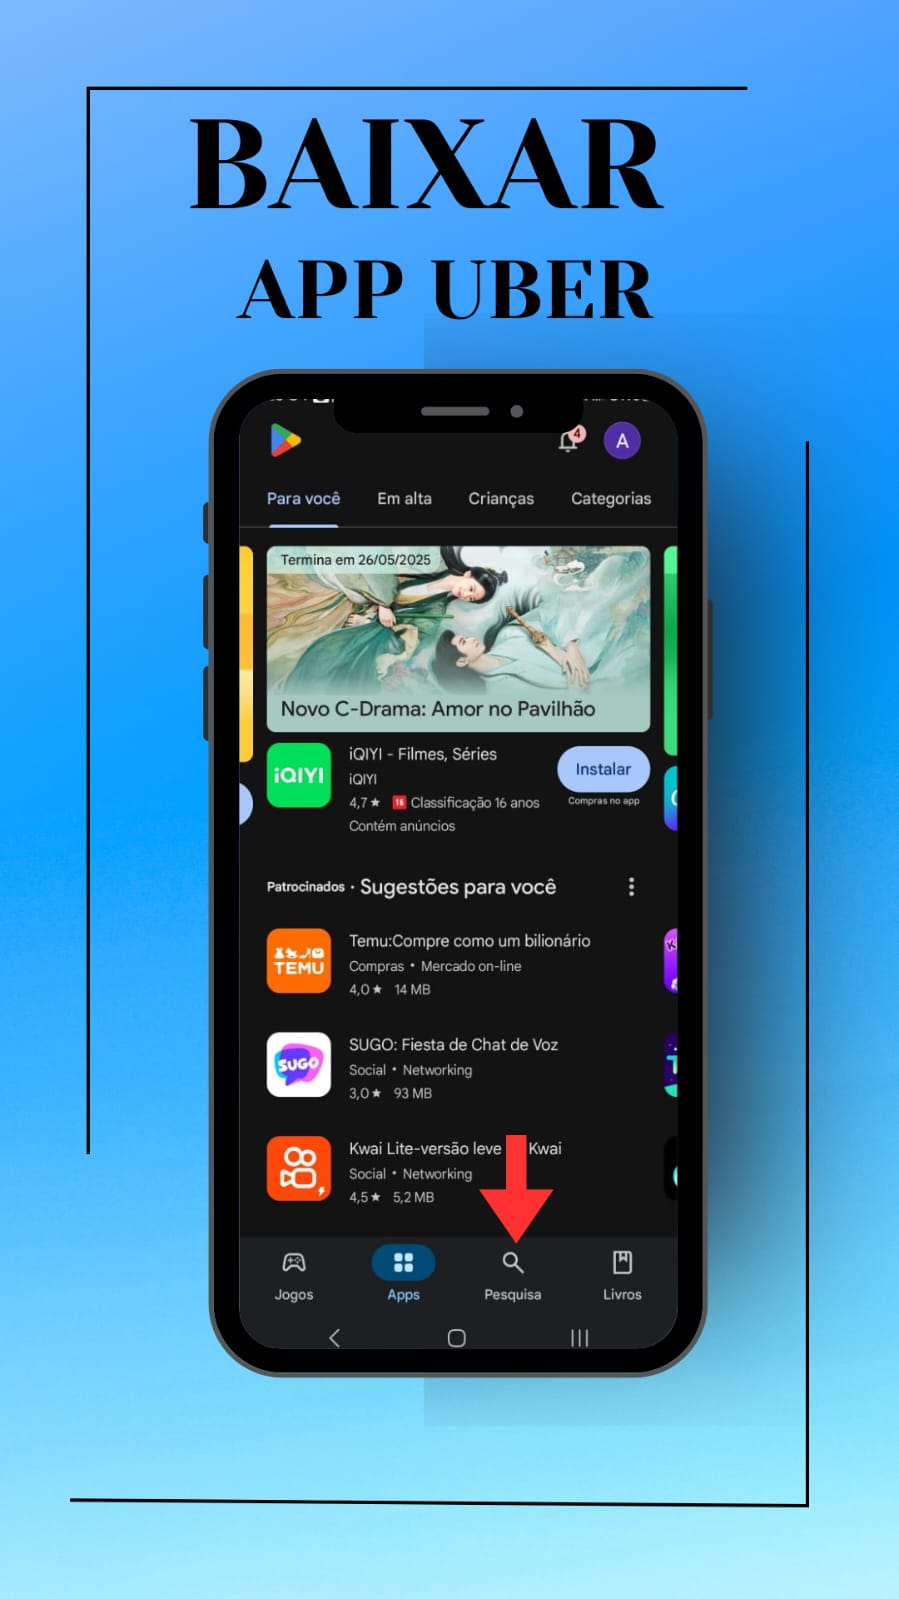 BAIXAR
APP UBER
4
A
Para você Em alta Crianças Categorias
Termina em 26/05/2025
Novo C-Drama: Amor no Pavilhão
iQIYI
iQIYI - Filmes, Séries
iQIYI
4,7★ 16 Classificação 16 anos
Contém anúncios
Instalar
Compras no app
Patrocinados • Sugestões para você
TEMU
Temu:Compre como um bilionário
Compras • Mercado on-line
4,0★ 14 MB
SUGO
SUGO: Fiesta de Chat de Voz
Social • Networking
3,0★ 93 MB
Kwai Lite-versão leve Kwai
Social • Networking
4,5★ 5,2 MB
Jogos Apps Pesquisa Livros